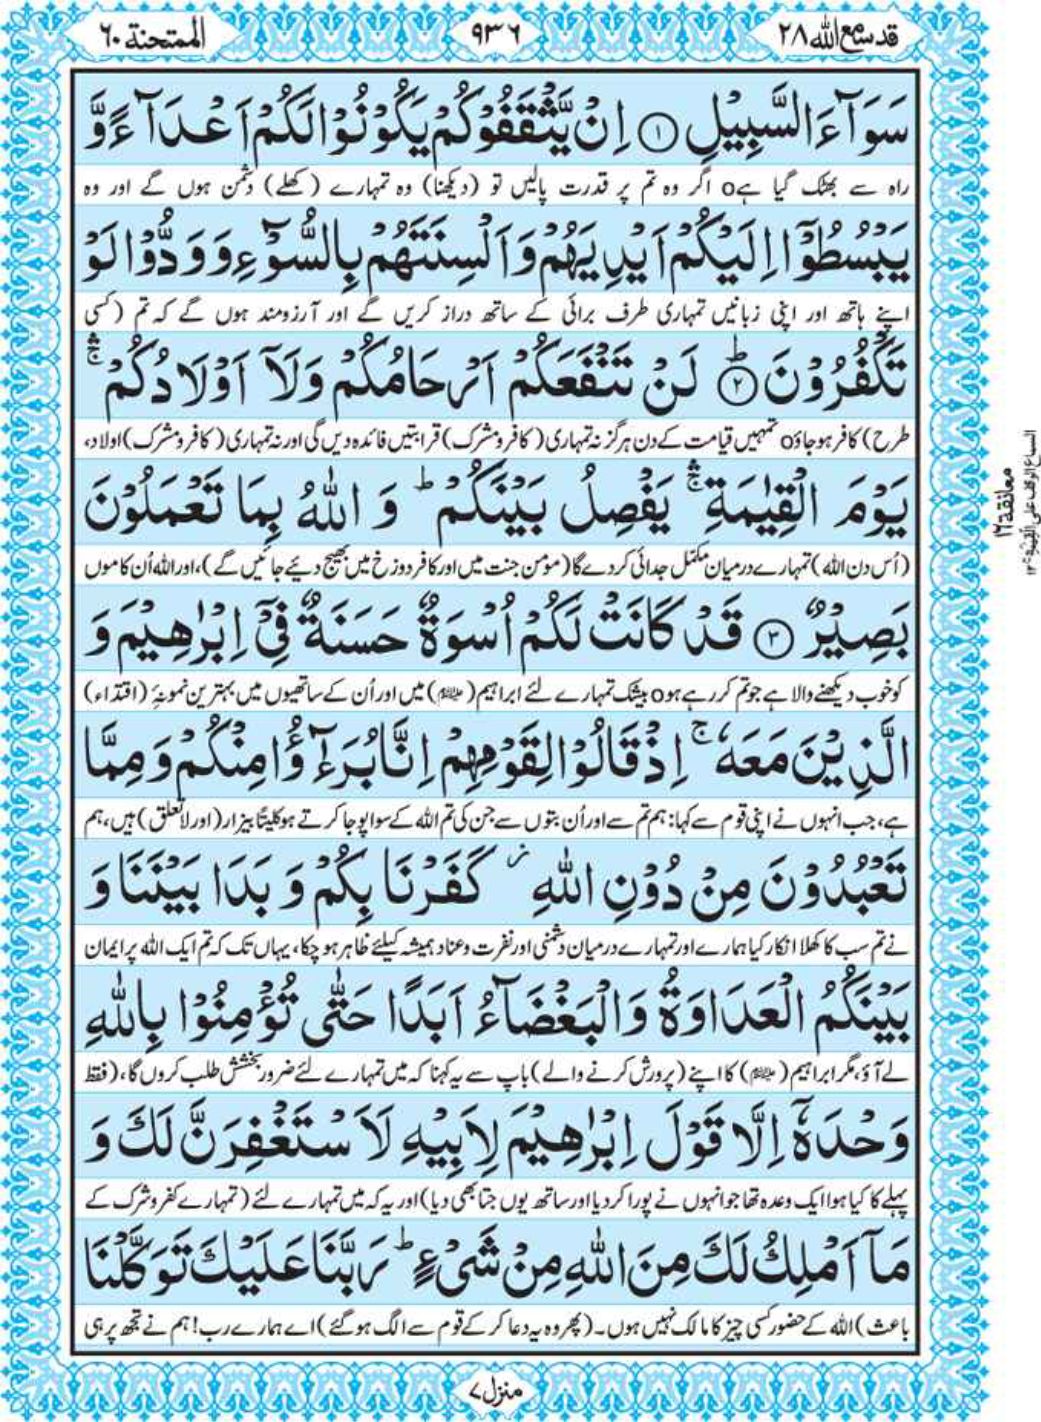 قد سمع الله ٢٨
٩٣٦
الممتحنة ٦٠
سَوَآءَ السَّبِيْلِ ۝١ اِنْ يَّثْقَفُوْكُمْ يَكُوْنُوْا لَكُمْ اَعْدَآءً وَّ
راہ سے بھٹک گیا ہے o اگر وہ تم پر قدرت پالیں تو (دیکھنا) وہ تمہارے (کھلے) دشمن ہوں گے اور وہ
يَبْسُطُوْٓا اِلَيْكُمْ اَيْدِيَهُمْ وَاَلْسِنَتَهُمْ بِالسُّوْٓءِ وَوَدُّوْا لَوْ
اپنے ہاتھ اور اپنی زبانیں تمہاری طرف برائی کے ساتھ دراز کریں گے اور آرزومند ہوں گے کہ تم (کسی
تَكْفُرُوْنَ ؕ۝٢ لَنْ تَنْفَعَكُمْ اَرْحَامُكُمْ وَلَآ اَوْلَادُكُمْ ۛۚ
طرح) کافر ہو جاؤ o تمہیں قیامت کے دن ہرگز نہ تمہاری (کافر و مشرک) قرابتیں فائدہ دیں گی اور نہ تمہاری (کافر و مشرک) اولاد،
يَوْمَ الْقِيٰمَةِ ۛۚ يَفْصِلُ بَيْنَكُمْ ؕ وَ اللّٰهُ بِمَا تَعْمَلُوْنَ
(اُس دن اللہ) تمہارے درمیان مکمل جدائی کر دے گا (مومن جنت میں اور کافر دوزخ میں بھیج دیئے جائیں گے)، اور اللہ اُن کاموں
بَصِيْرٌ ۝٣ قَدْ كَانَتْ لَكُمْ اُسْوَةٌ حَسَنَةٌ فِيْٓ اِبْرٰهِيْمَ وَ
کو خوب دیکھنے والا ہے جو تم کر رہے ہو o بیشک تمہارے لئے ابراہیم (علیہ السلام) میں اور اُن کے ساتھیوں میں بہترین نمونۂ (اقتداء)
الَّذِيْنَ مَعَهٗ ۚ اِذْ قَالُوْا لِقَوْمِهِمْ اِنَّا بُرَءٰٓؤُا مِنْكُمْ وَمِمَّا
ہے، جب انہوں نے اپنی قوم سے کہا: ہم تم سے اور اُن بتوں سے جن کی تم اللہ کے سوا پوجا کرتے ہو کلیتًا بیزار (اور لاتعلق) ہیں، ہم
تَعْبُدُوْنَ مِنْ دُوْنِ اللّٰهِ ؗ كَفَرْنَا بِكُمْ وَ بَدَا بَيْنَنَا وَ
نے تم سب کا کھلا انکار کیا ہمارے اور تمہارے درمیان دشمنی اور نفرت و عناد ہمیشہ کیلئے ظاہر ہو چکا، یہاں تک کہ تم ایک اللہ پر ایمان
بَيْنَكُمُ الْعَدَاوَةُ وَالْبَغْضَآءُ اَبَدًا حَتّٰى تُؤْمِنُوْا بِاللّٰهِ
لے آؤ، مگر ابراہیم (علیہ السلام) کا اپنے (پرورش کرنے والے) باپ سے یہ کہنا کہ میں تمہارے لئے ضرور بخشش طلب کروں گا، (فقط
وَحْدَهٗٓ اِلَّا قَوْلَ اِبْرٰهِيْمَ لِاَبِيْهِ لَاَسْتَغْفِرَنَّ لَكَ وَ
پہلے کا کیا ہوا ایک وعدہ تھا جو انہوں نے پورا کر دیا اور ساتھ یوں جتا بھی دیا) اور یہ کہ میں تمہارے لئے (تمہارے کفر و شرک کے
مَآ اَمْلِكُ لَكَ مِنَ اللّٰهِ مِنْ شَيْءٍ ؕ رَبَّنَا عَلَيْكَ تَوَكَّلْنَا
باعث) اللہ کے حضور کسی چیز کا مالک نہیں ہوں۔ (پھر وہ یہ دعا کر کے قوم سے الگ ہو گئے) اے ہمارے رب! ہم نے تجھ پر ہی
منزل ٧
معانقة ١٦